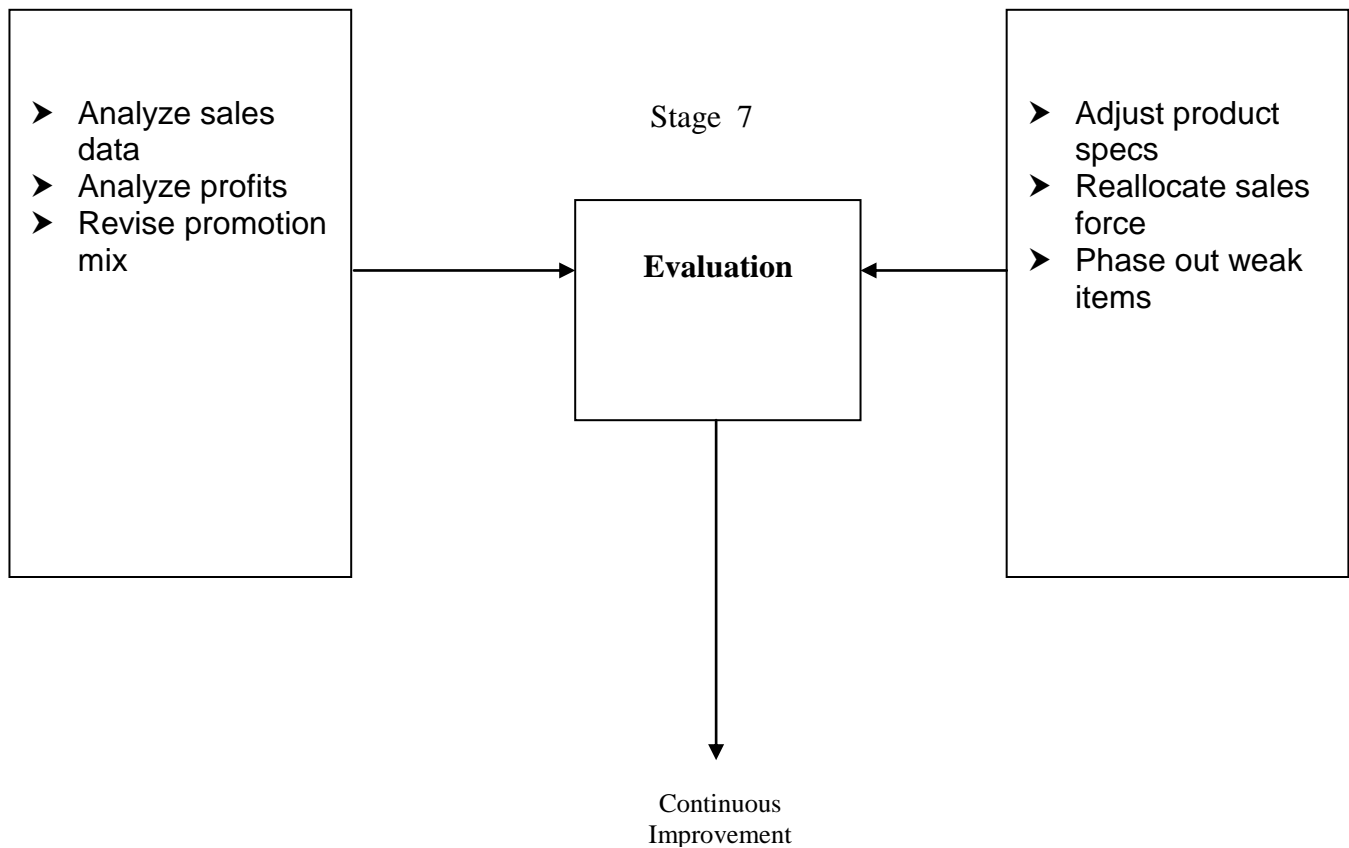 ➤ Analyze sales
data
➤ Analyze profits
➤ Revise promotion
mix
Stage 7
Evaluation
➤ Adjust product
specs
➤ Reallocate sales
force
➤ Phase out weak
items
Continuous
Improvement